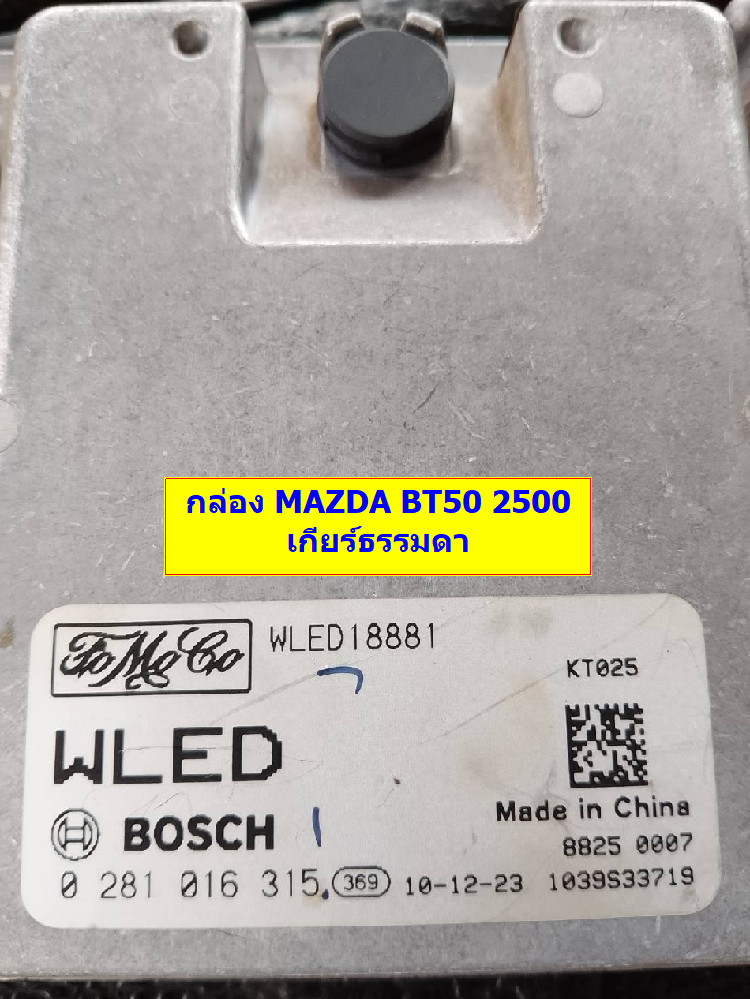 กล่อง MAZDA BT50 2500
เกียร์ธรรมดา
FoMoCo WLED18881
KT025
WLED
Made in China
BOSCH
8825 0007
0 281 016 315. 369 10-12-23 1039S33719